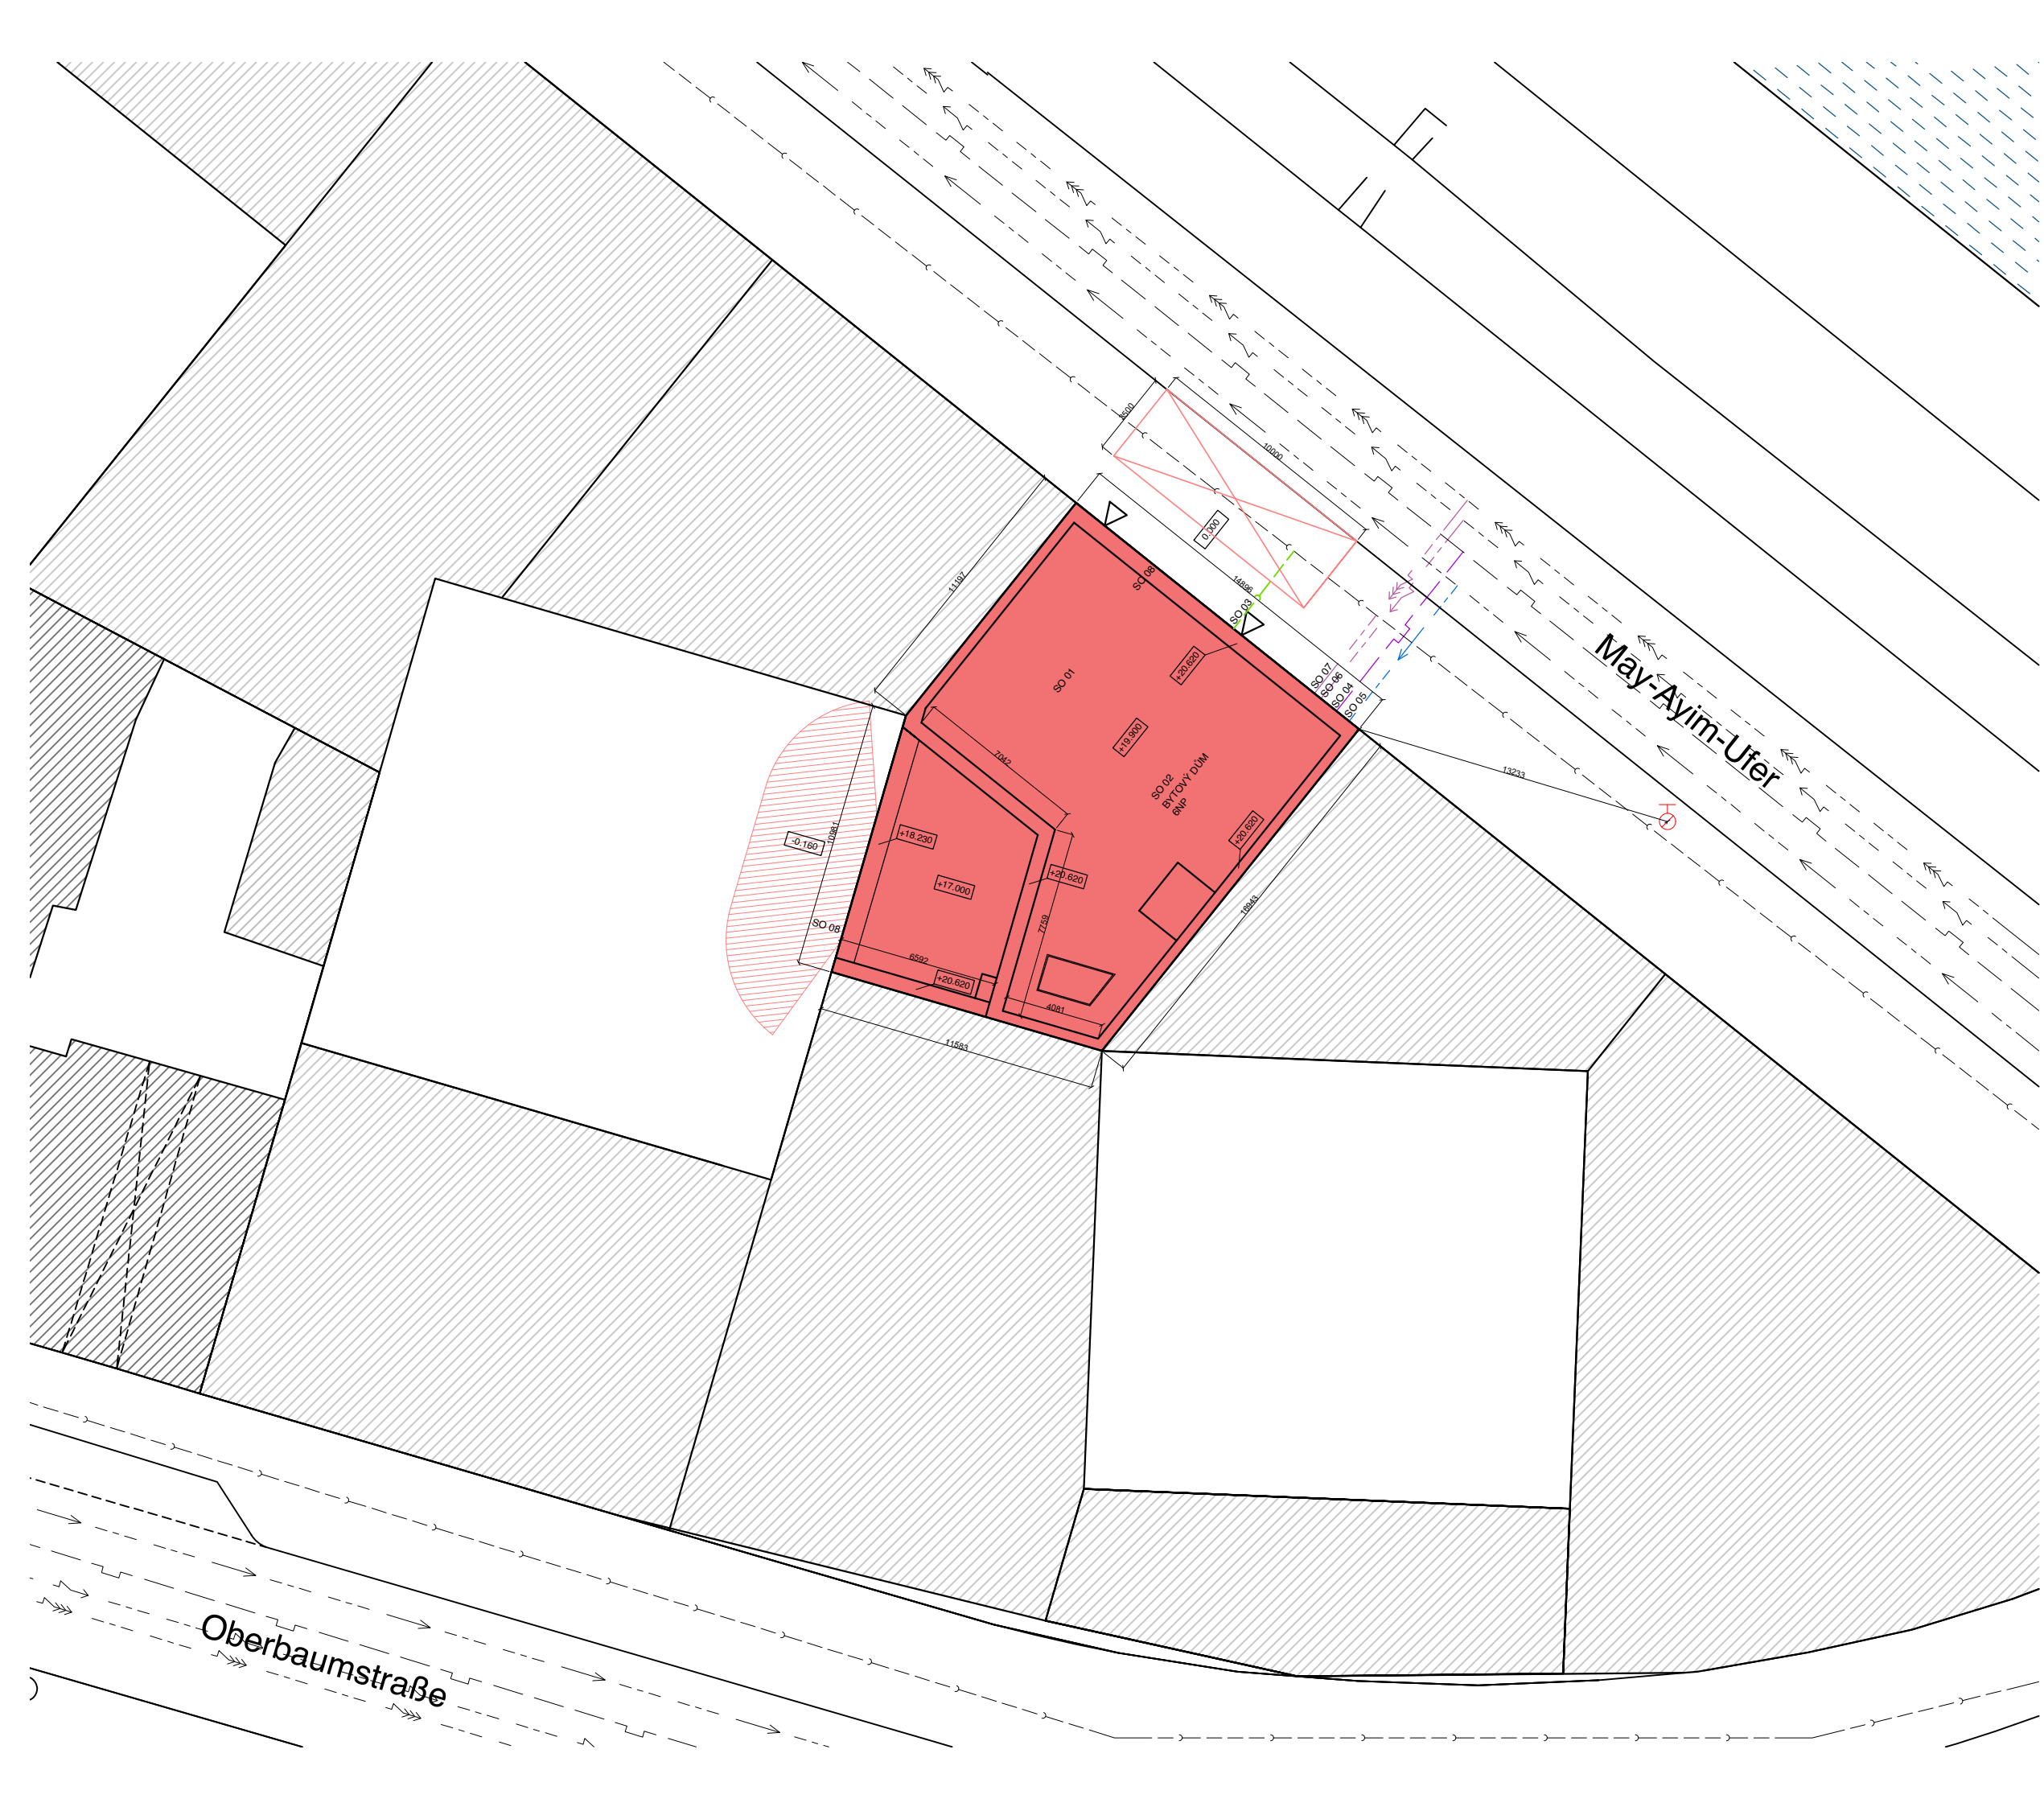 8500
10000
0.000
11197
SO 08
14896
SO 03
+20.620
SO 01
SO 07
SO 06
SO 04
SO 05
May-Ayim-Ufer
+19.900
7042
SO 02
BYTOVÝ DŮM
6NP
13233
+18.230
10981
-0.160
+20.620
+20.620
+17.000
16943
7759
SO 08
6592
+20.620
4081
11583
Oberbaumstraße